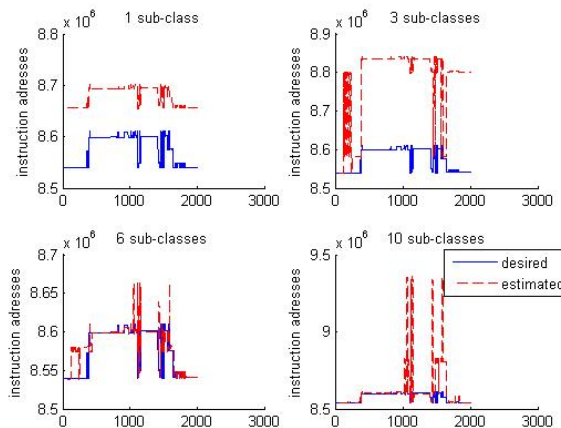 1 sub-class
x 10^6
8.8
8.7
8.6
8.5
instruction adresses
0 1000 2000 3000
3 sub-classes
x 10^6
8.9
8.8
8.7
8.6
8.5
instruction adresses
0 1000 2000 3000
6 sub-classes
x 10^6
8.7
8.65
8.6
8.55
8.5
instruction adresses
0 1000 2000 3000
10 sub-classes
x 10^6
9.5
9
8.5
instruction adresses
0 1000 2000 3000
desired
estimated